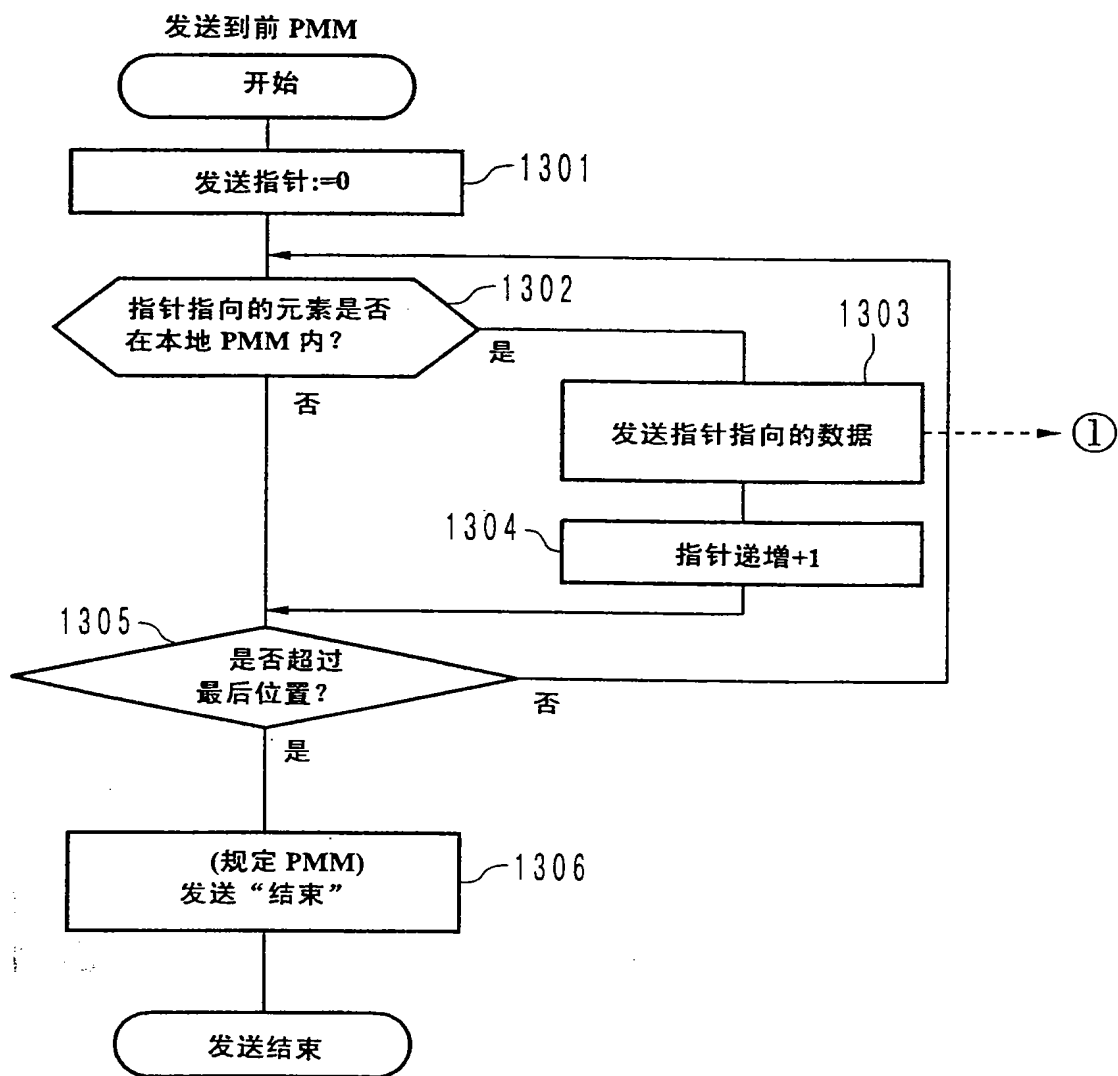 发送到前 PMM
开始
发送指针:=0
1301
指针指向的元素是否
在本地 PMM 内?
1302
是
否
1303
发送指针指向的数据
①
1304
指针递增+1
1305
是否超过
最后位置?
否
是
(规定 PMM)
发送“结束”
1306
发送结束